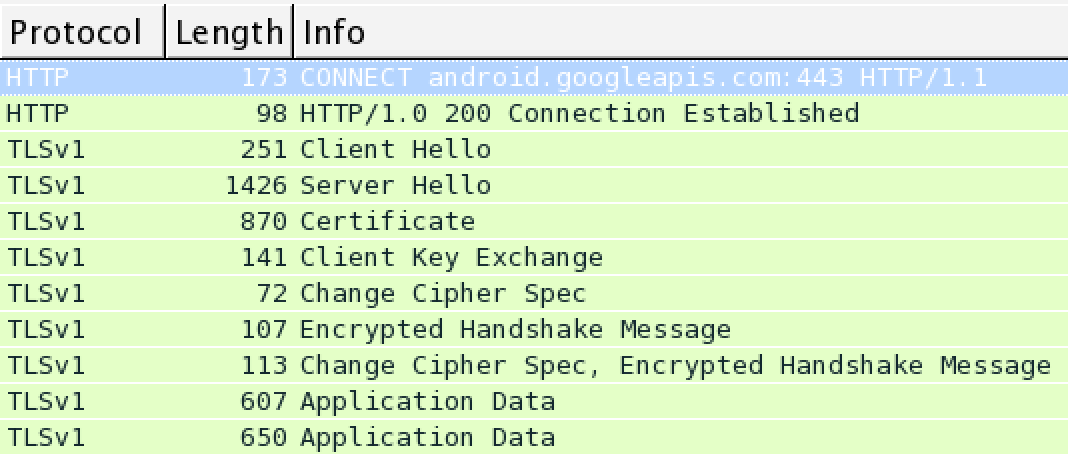 Protocol Length Info
HTTP 173 CONNECT android.googleapis.com:443 HTTP/1.1
HTTP 98 HTTP/1.0 200 Connection Established
TLSv1 251 Client Hello
TLSv1 1426 Server Hello
TLSv1 870 Certificate
TLSv1 141 Client Key Exchange
TLSv1 72 Change Cipher Spec
TLSv1 107 Encrypted Handshake Message
TLSv1 113 Change Cipher Spec, Encrypted Handshake Message
TLSv1 607 Application Data
TLSv1 650 Application Data